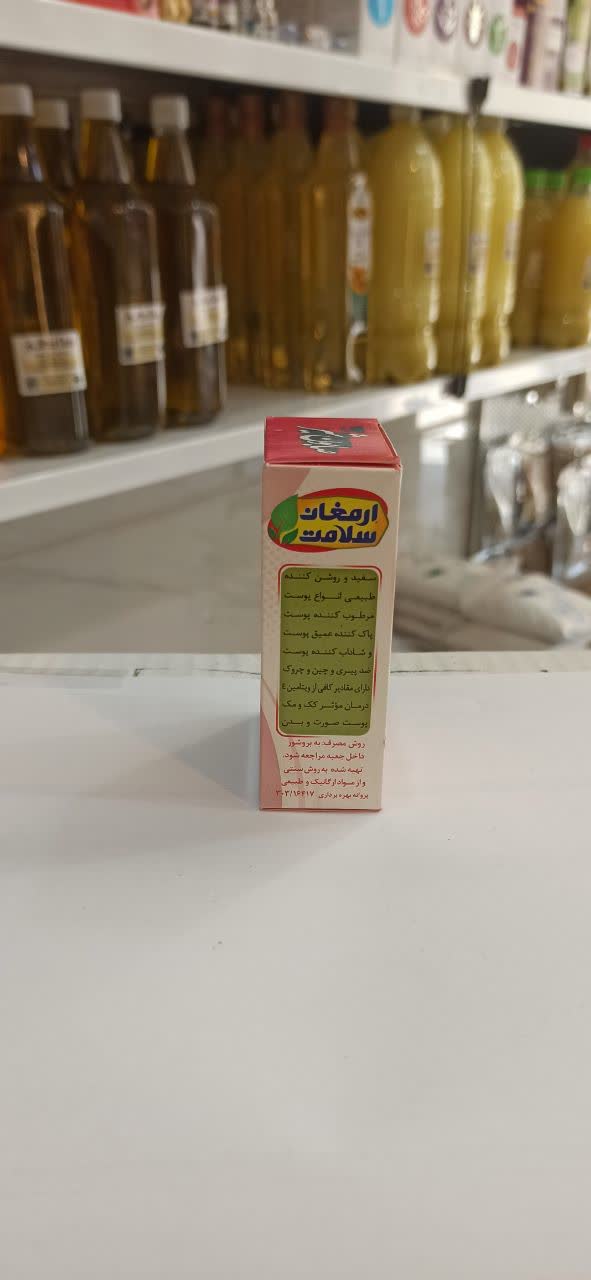 ارمغان
سلامت
سفید و روشن کننده
طبیعی انواع پوست
مرطوب کننده پوست
پاک کننده عمیق پوست
و شاداب کننده پوست
ضد پیری و چین و چروک
دارای مقادیر کافی از ویتامین E
درمان مؤثر کک و مک
پوست صورت و بدن
روش مصرف: به بروشور
داخل جعبه مراجعه شود.
تهیه شده به روش سنتی
و از مواد ارگانیک و طبیعی
پروانه بهره برداری ۳۰۳/۱۶۴۱۷